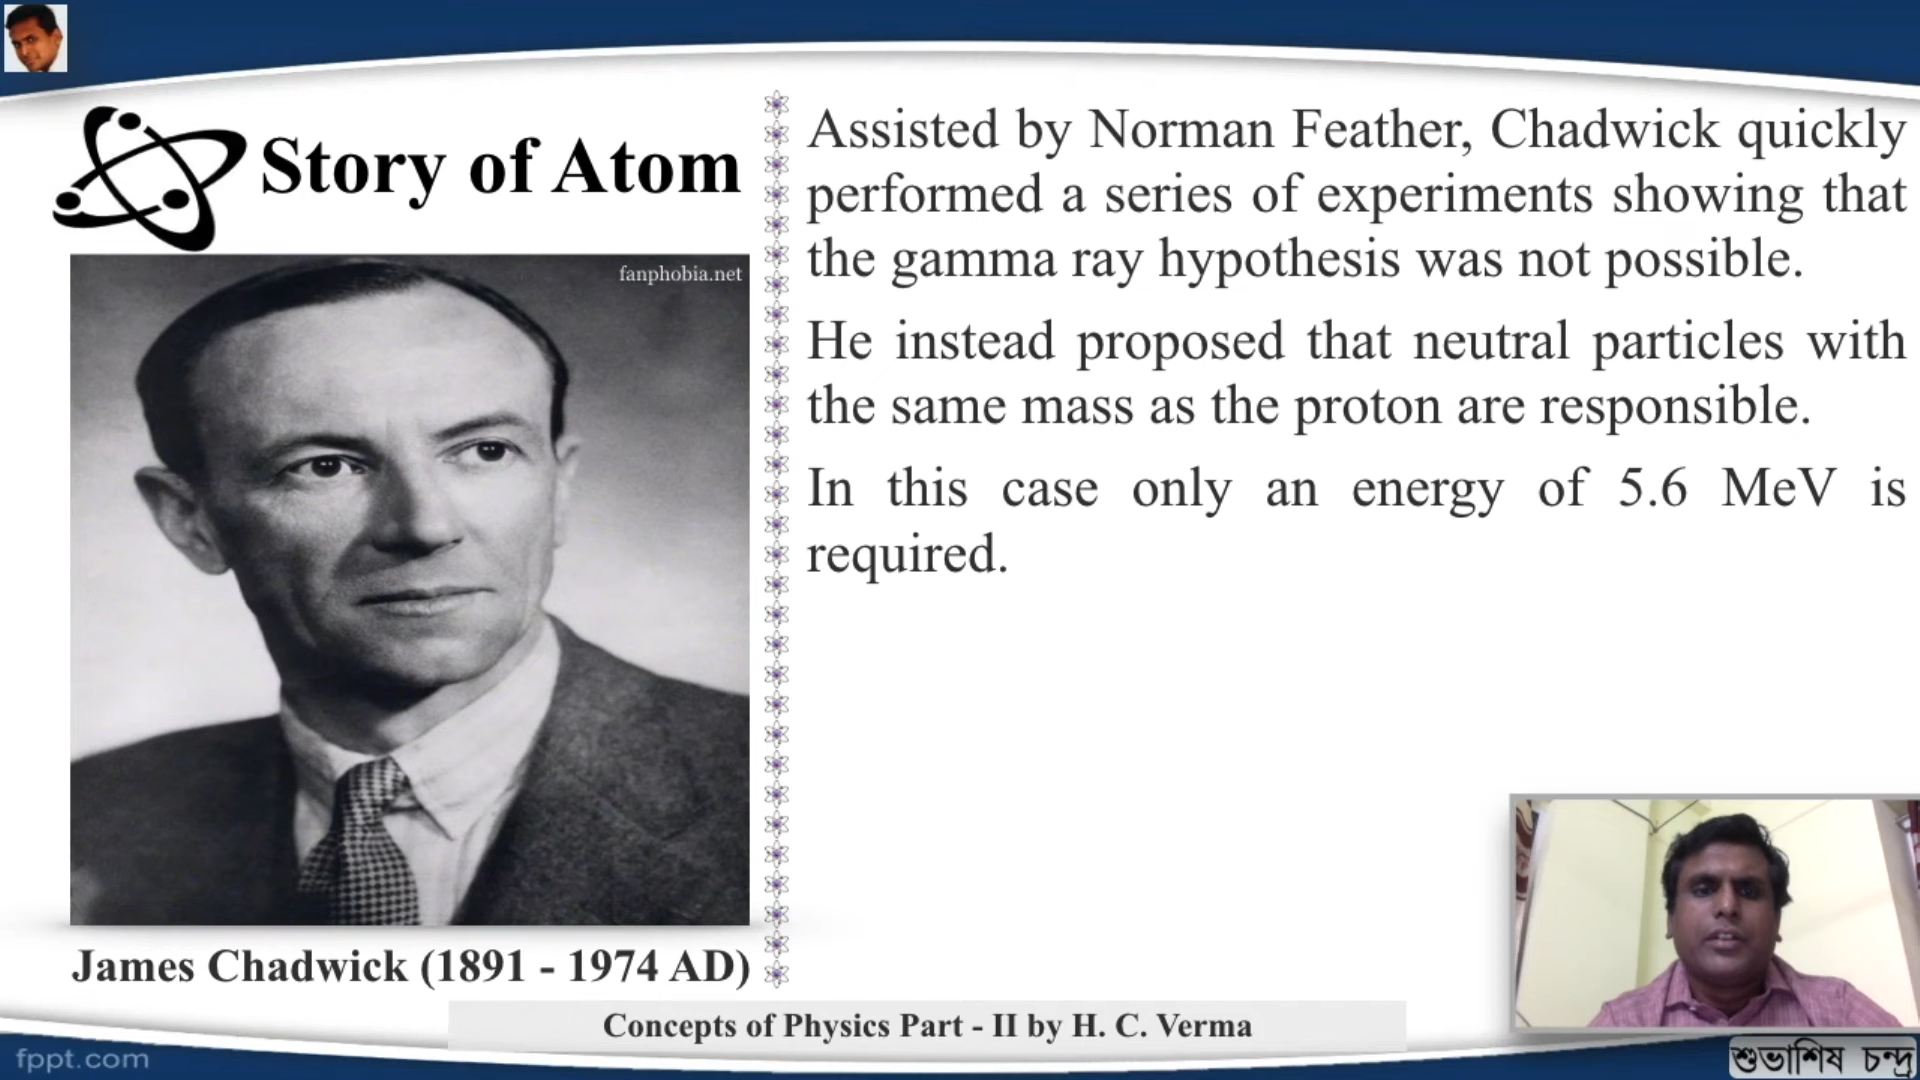 Story of Atom
fanphobia.net
James Chadwick (1891 - 1974 AD)
Assisted by Norman Feather, Chadwick quickly
performed a series of experiments showing that
the gamma ray hypothesis was not possible.
He instead proposed that neutral particles with
the same mass as the proton are responsible.
In this case only an energy of 5.6 MeV is
required.
Concepts of Physics Part - II by H. C. Verma
fppt.com
শুভাশিষ চন্দ্র